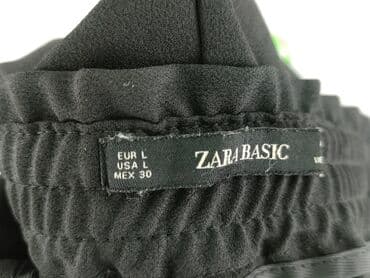 EUR L
USA L
MEX 30
ZARA BASIC